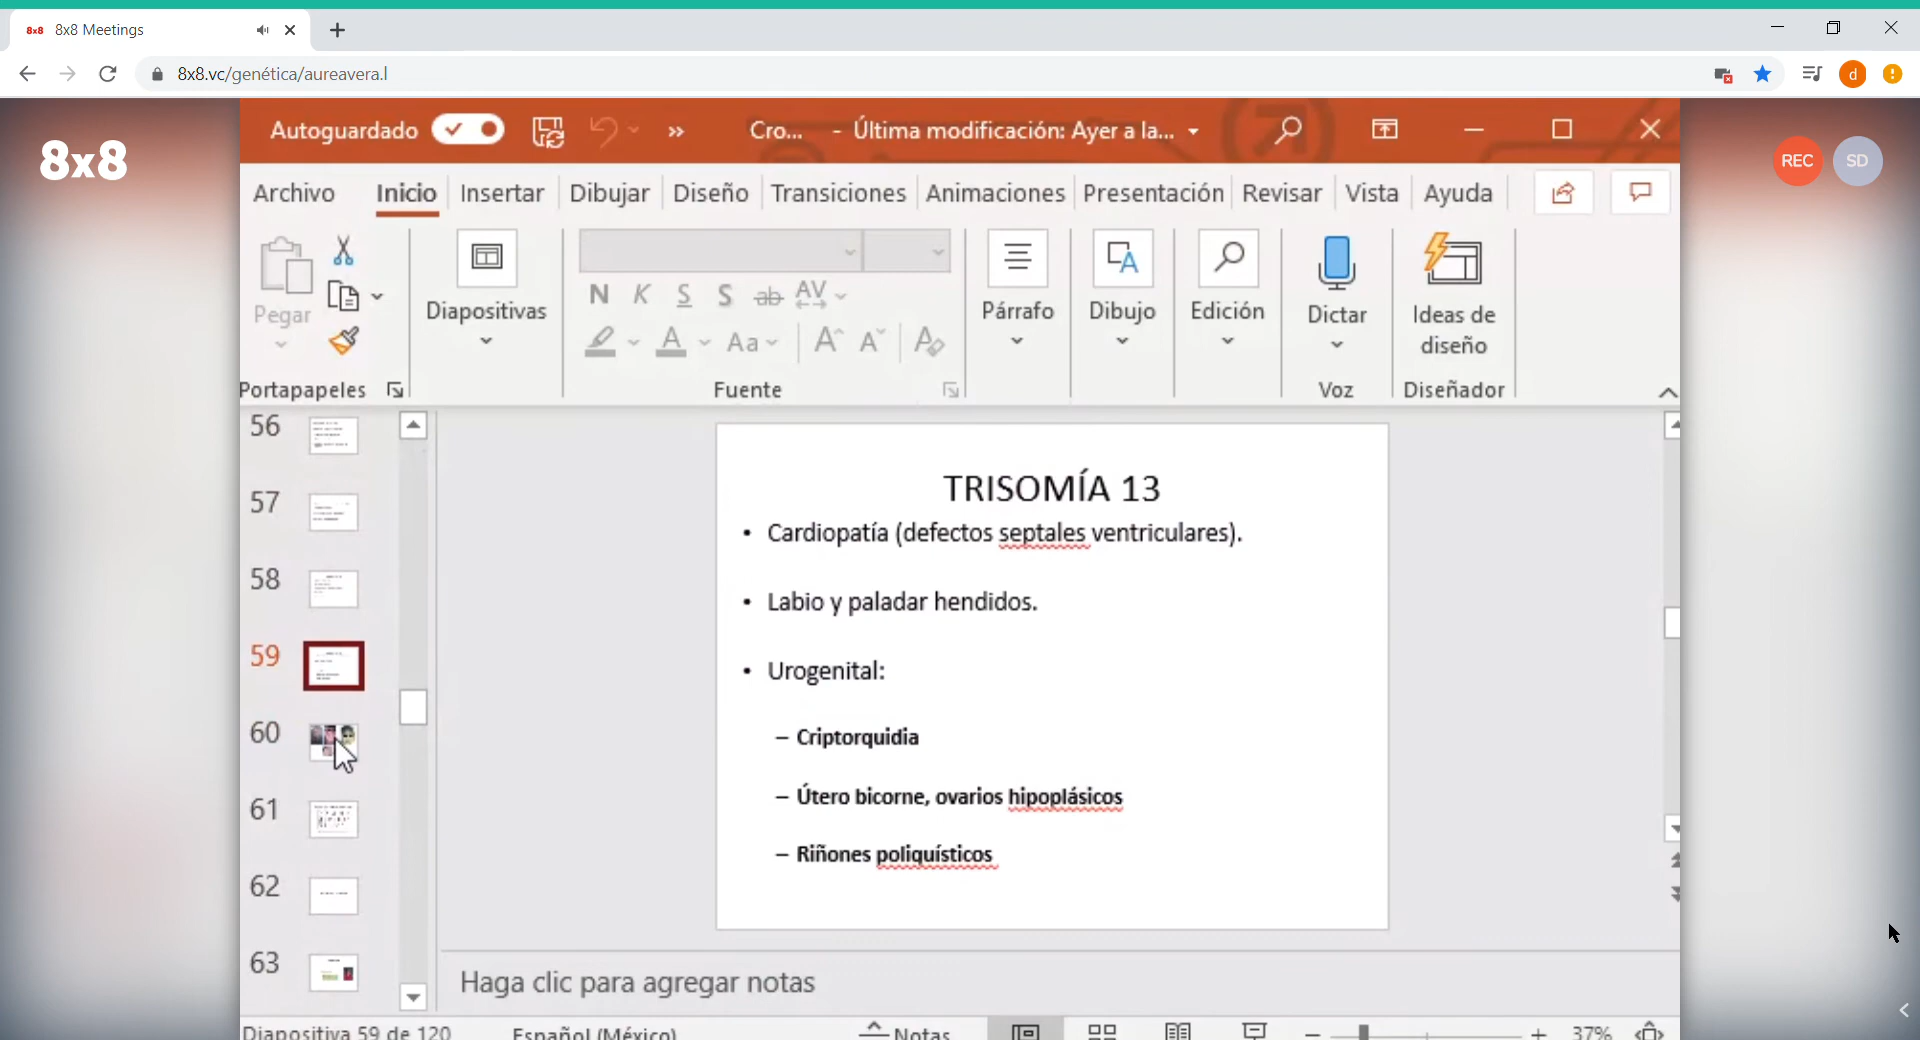 8x8 8x8 Meetings
8x8.vc/genética/aureavera.l
d
8x8
Autoguardado
Cro... - Última modificación: Ayer a la...
REC
SD
Archivo Inicio Insertar Dibujar Diseño Transiciones Animaciones Presentación Revisar Vista Ayuda
Pegar
Diapositivas
N K S S ab AV
A Aa A A A
Párrafo
Dibujo
Edición
Dictar
Ideas de
diseño
Portapapeles
Fuente
Voz
Diseñador
56
57
58
59
60
61
62
63
TRISOMÍA 13
• Cardiopatía (defectos septales ventriculares).
• Labio y paladar hendidos.
• Urogenital:
– Criptorquidia
– Útero bicorne, ovarios hipoplásicos
– Riñones poliquísticos
Haga clic para agregar notas
Diapositiva 59 de 120 Español (México) Notas 37%